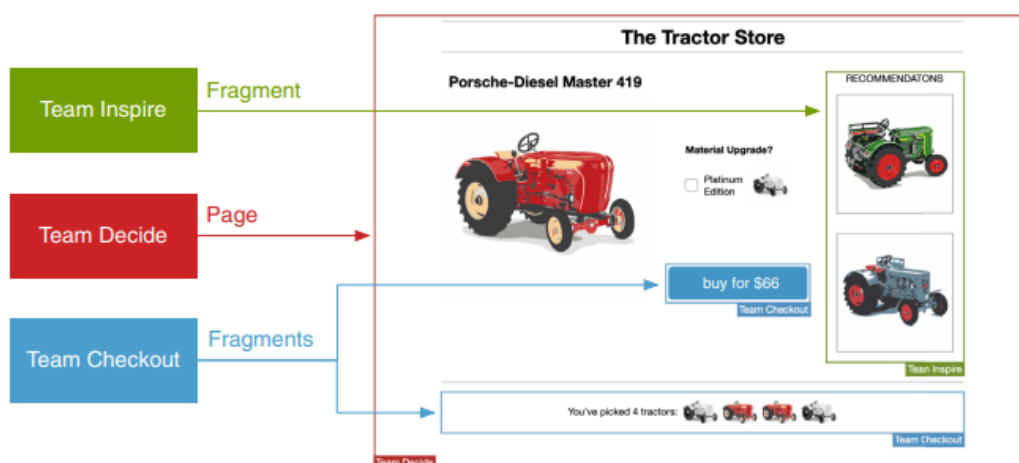 The Tractor Store
Team Inspire
Fragment
Porsche-Diesel Master 419
RECOMMENDATONS
Material Upgrade?
Platinum
Edition
Team Decide
Page
buy for $66
Team Checkout
Team Checkout
Fragments
Tean Inspire
You've picked 4 tractors:
Team Checkout
Team Decide